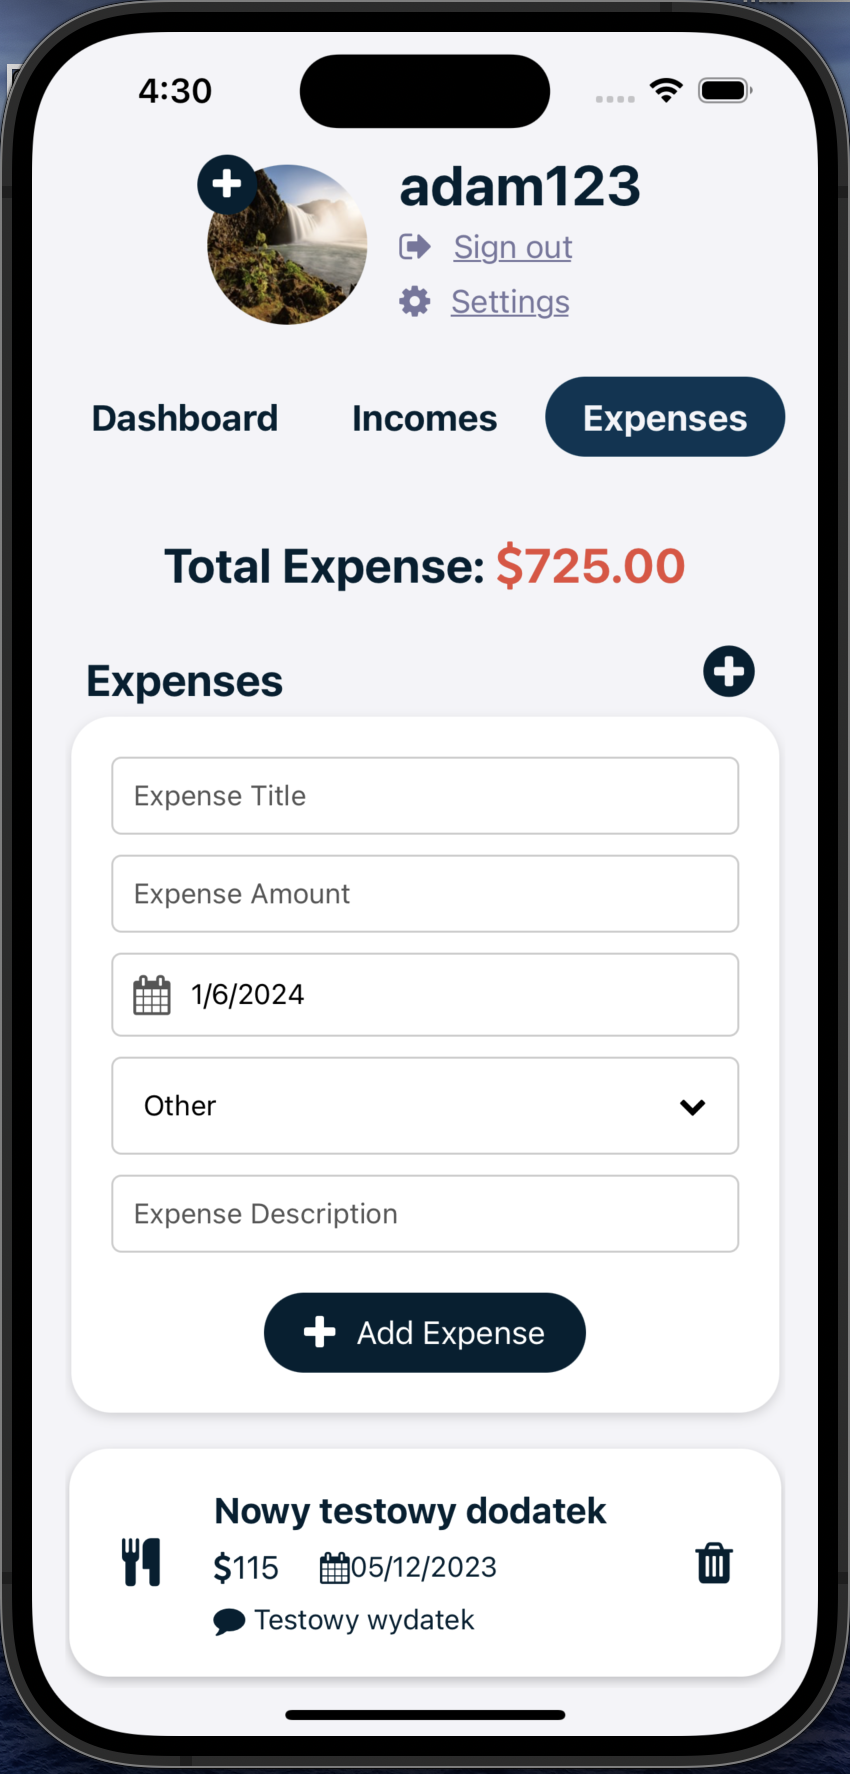 4:30
adam123
Sign out
Settings
Dashboard Incomes Expenses
Total Expense: $725.00
Expenses
Expense Title
Expense Amount
1/6/2024
Other
Expense Description
Add Expense
Nowy testowy dodatek
$115 05/12/2023
Testowy wydatek